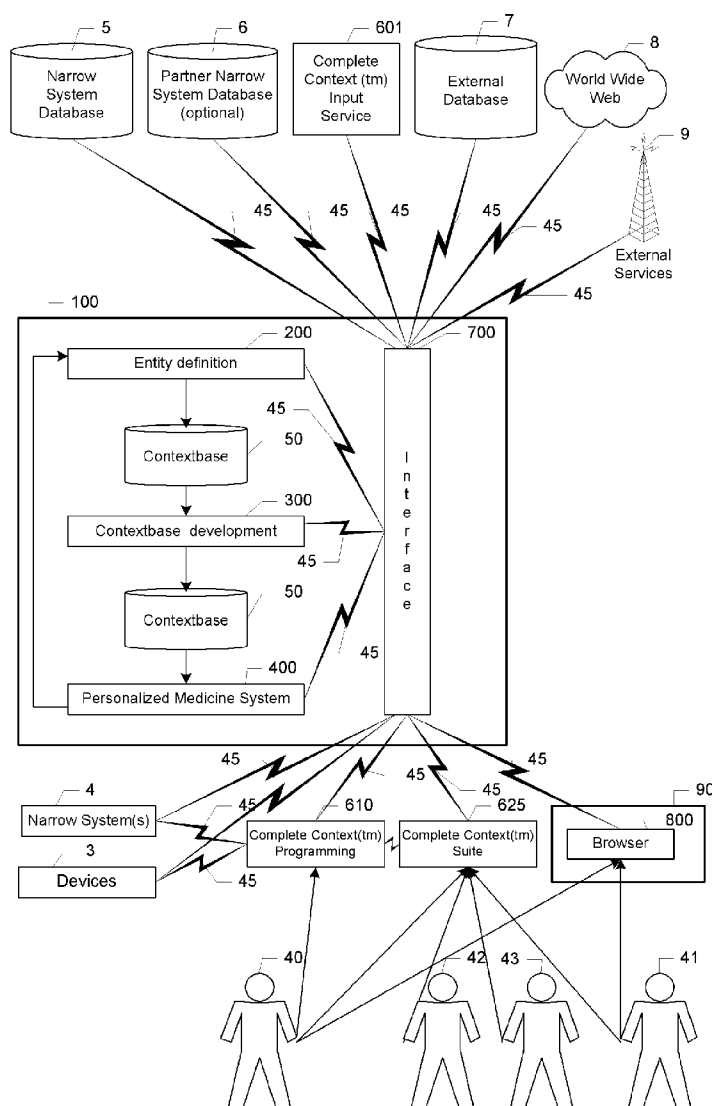 5
6
601
7
8
Narrow
System
Database
Partner Narrow
System Database
(optional)
Complete
Context (tm)
Input
Service
External
Database
World Wide
Web
9
External
Services
45
45
45
45
45
45
100
200
700
Entity definition
45
50
Contextbase
300
Contextbase development
45
50
Contextbase
45
400
Personalized Medicine System
Interface
45
45
45
45
4
Narrow System(s)
45
610
Complete Context(tm)
Programming
625
Complete Context(tm)
Suite
90
800
Browser
3
Devices
45
40
42
43
41